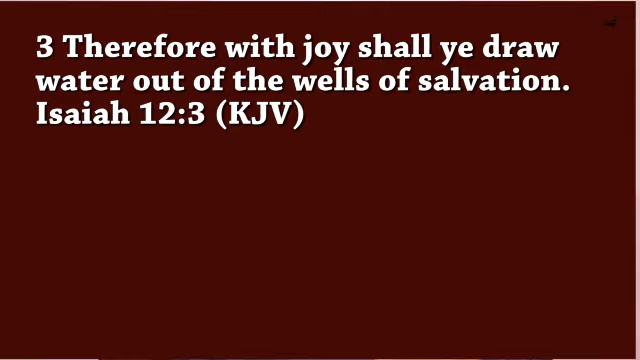 3 Therefore with joy shall ye draw
water out of the wells of salvation.
Isaiah 12:3 (KJV)